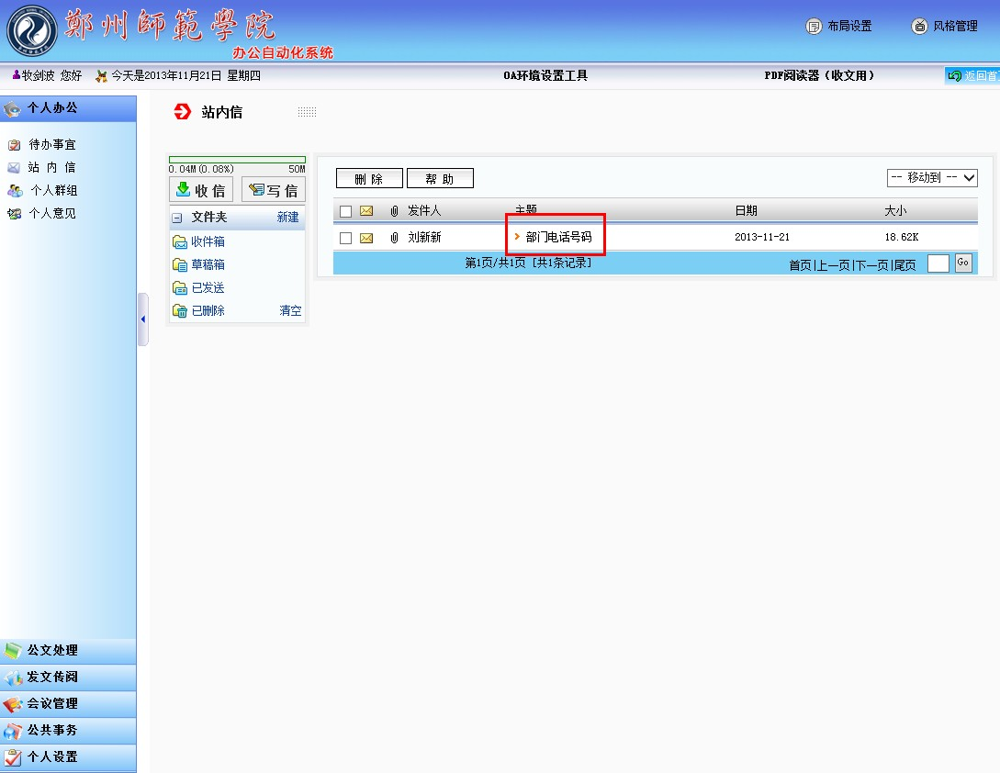 鄭州師範學院
办公自动化系统
布局设置
风格管理
牧剑波 您好
今天是2013年11月21日 星期四
OA环境设置工具
PDF阅读器（收文用）
返回首
个人办公
待办事宜
站 内 信
个人群组
个人意见
公文处理
发文传阅
会议管理
公共事务
个人设置
站内信
0.04M(0.08%) 50M
收 信
写 信
文件夹 新建
收件箱
草稿箱
已发送
已删除 清空
删 除
帮 助
-- 移动到 --
发件人 主题 日期 大小
刘新新 部门电话号码 2013-11-21 18.62K
第1页/共1页 [共1条记录] 首页|上一页|下一页|尾页 Go